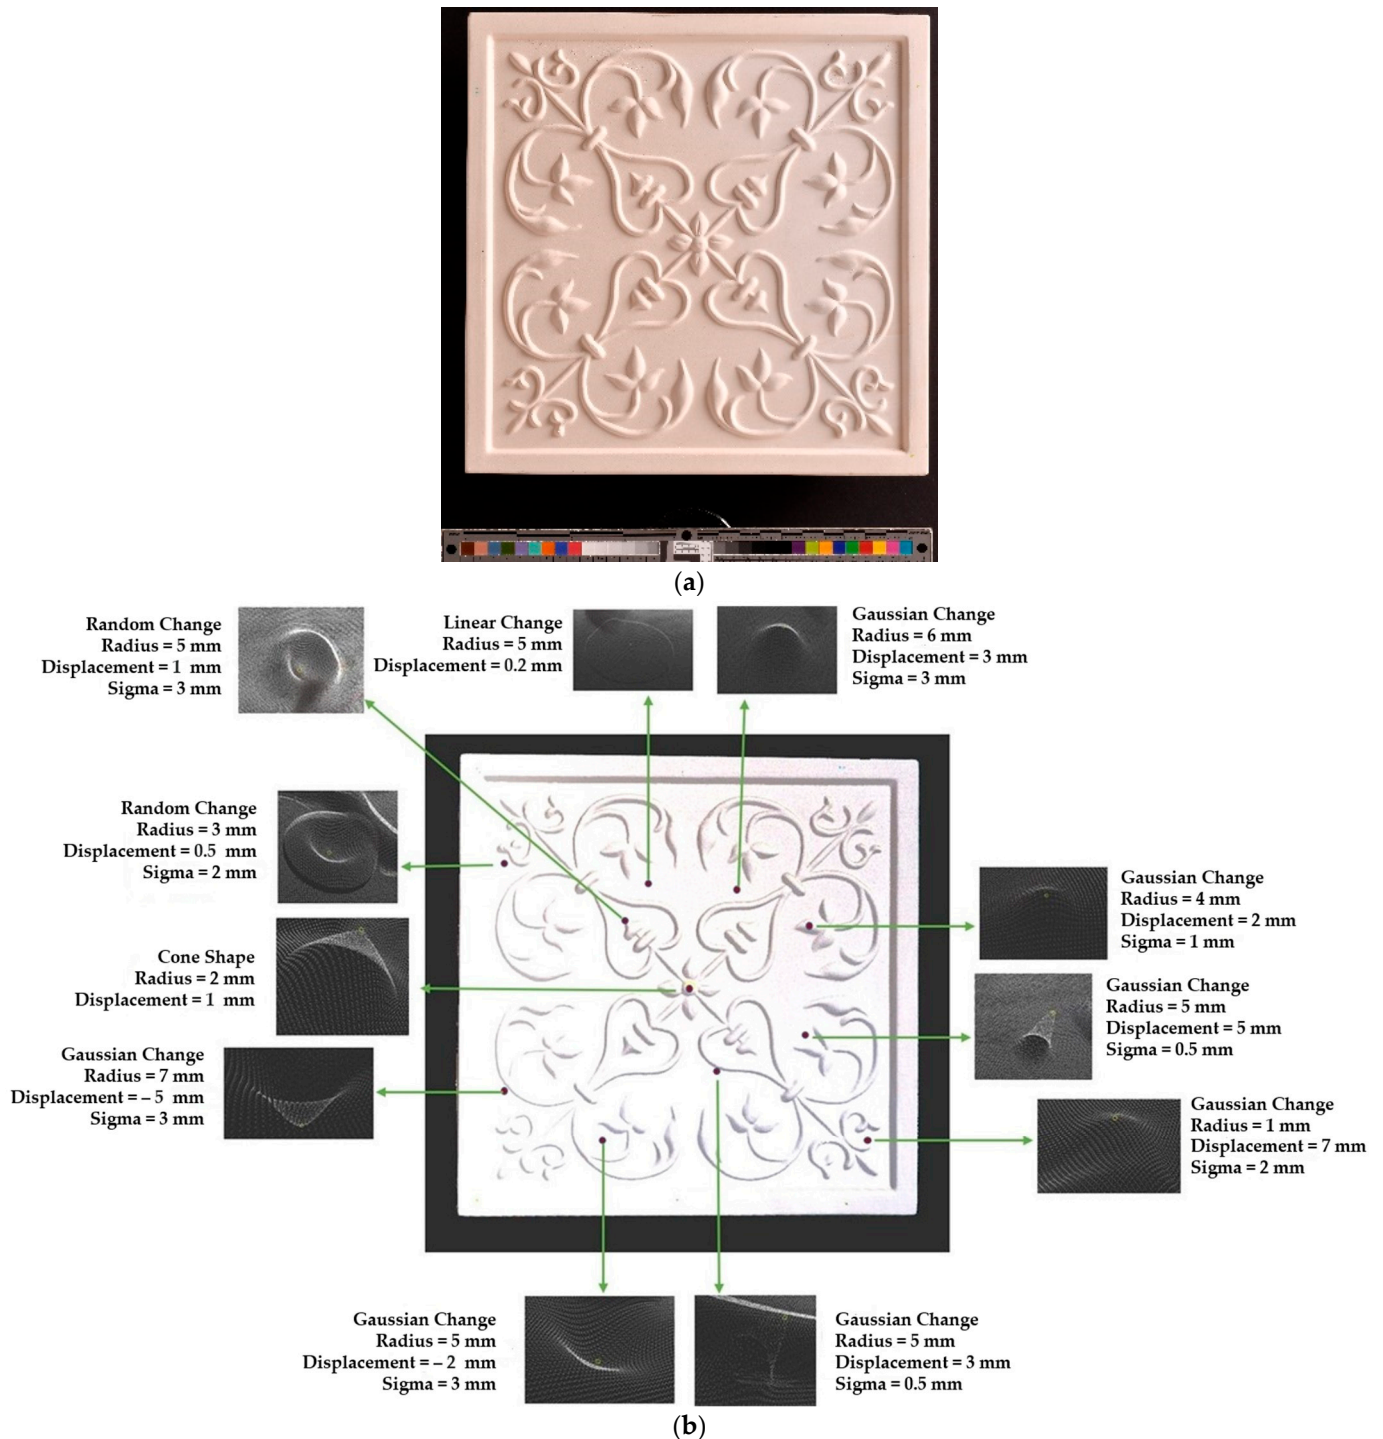 (a)
Random Change
Radius = 5 mm
Displacement = 1 mm
Sigma = 3 mm
Linear Change
Radius = 5 mm
Displacement = 0.2 mm
Gaussian Change
Radius = 6 mm
Displacement = 3 mm
Sigma = 3 mm
Random Change
Radius = 3 mm
Displacement = 0.5 mm
Sigma = 2 mm
Gaussian Change
Radius = 4 mm
Displacement = 2 mm
Sigma = 1 mm
Cone Shape
Radius = 2 mm
Displacement = 1 mm
Gaussian Change
Radius = 5 mm
Displacement = 5 mm
Sigma = 0.5 mm
Gaussian Change
Radius = 7 mm
Displacement = – 5 mm
Sigma = 3 mm
Gaussian Change
Radius = 1 mm
Displacement = 7 mm
Sigma = 2 mm
Gaussian Change
Radius = 5 mm
Displacement = – 2 mm
Sigma = 3 mm
Gaussian Change
Radius = 5 mm
Displacement = 3 mm
Sigma = 0.5 mm
(b)